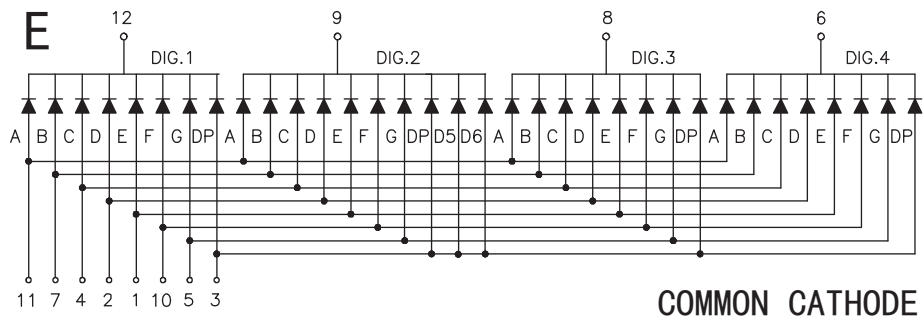 E
12 9 8 6
DIG.1 DIG.2 DIG.3 DIG.4
A B C D E F G DP A B C D E F G DP D5 D6 A B C D E F G DP A B C D E F G DP
11 7 4 2 1 10 5 3
COMMON CATHODE